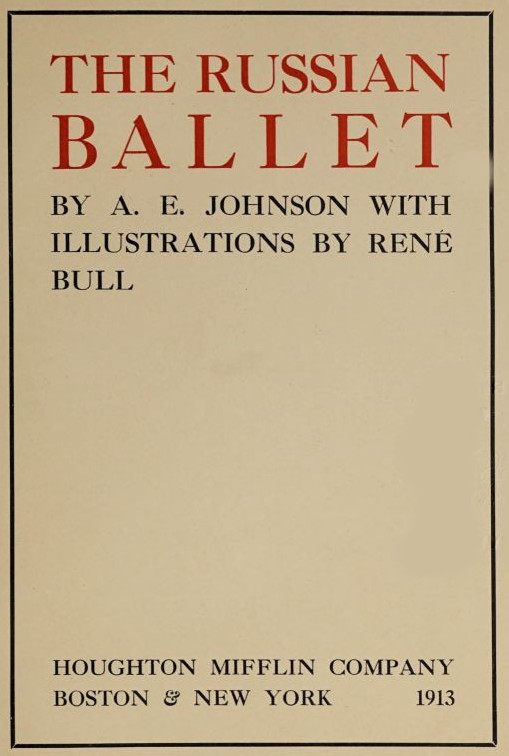 THE RUSSIAN
BALLET
BY A. E. JOHNSON WITH
ILLUSTRATIONS BY RENÉ
BULL
HOUGHTON MIFFLIN COMPANY
BOSTON & NEW YORK 1913